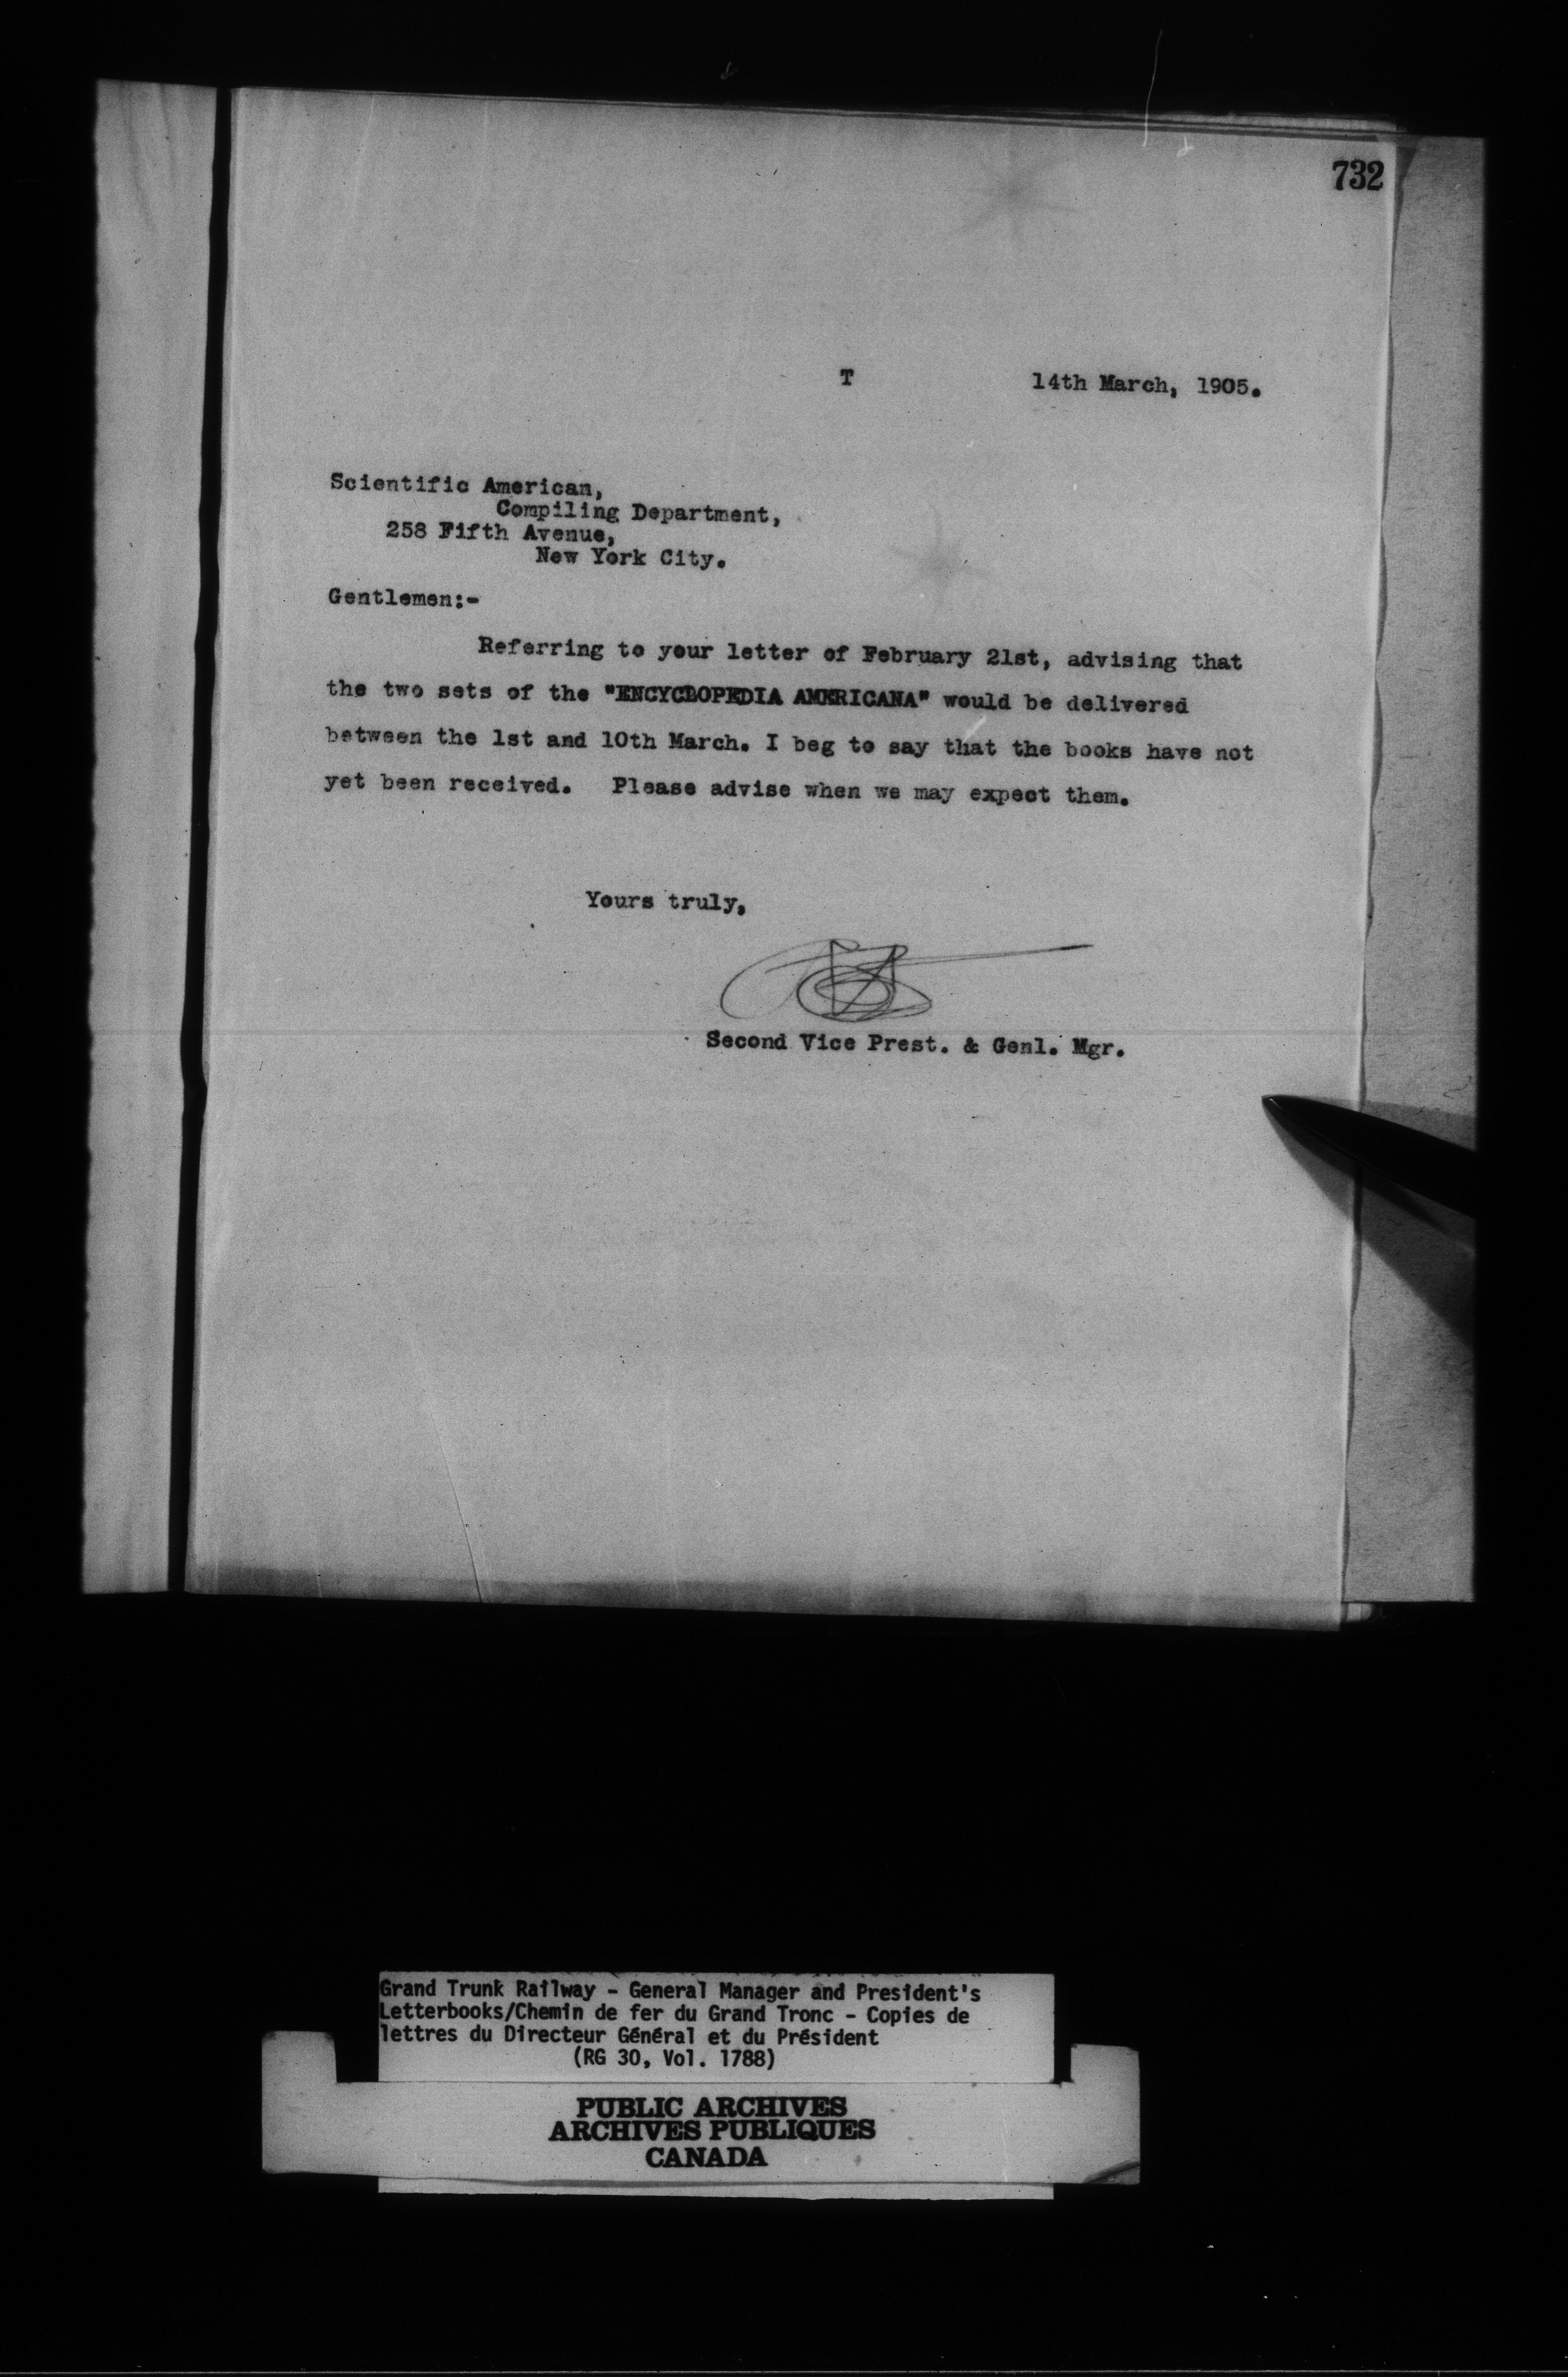 732
T 14th March, 1905.
Scientific American,
Compiling Department,
258 Fifth Avenue,
New York City.
Gentlemen:-
Referring to your letter of February 21st, advising that
the two sets of the "ENCYCLOPEDIA AMERICANA" would be delivered
between the 1st and 10th March. I beg to say that the books have not
yet been received. Please advise when we may expect them.
Yours truly,
Second Vice Prest. & Genl. Mgr.
Grand Trunk Railway - General Manager and President's
Letterbooks/Chemin de fer du Grand Tronc - Copies de
lettres du Directeur Général et du Président
(RG 30, Vol. 1788)
PUBLIC ARCHIVES
ARCHIVES PUBLIQUES
CANADA